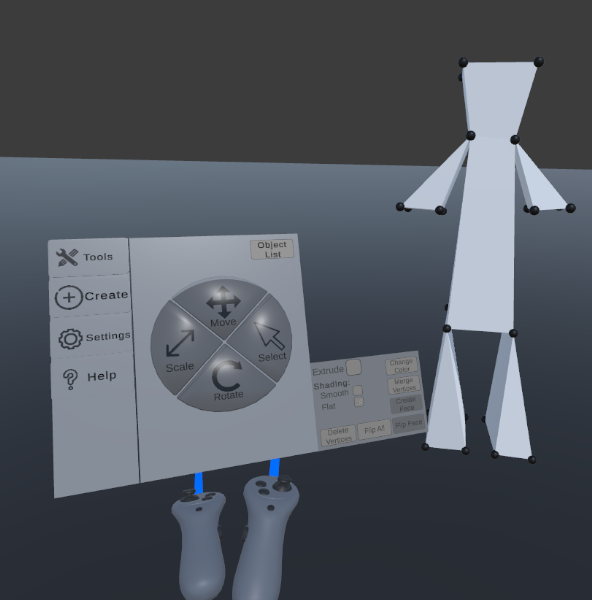 Tools
Create
Settings
Help
Object
List
Move
Scale
Select
Rotate
Extrude
Shading:
Smooth
Flat
Change
Color
Merge
Vertices
Create
Face
Delete
Vertices
Flip All
Flip Face